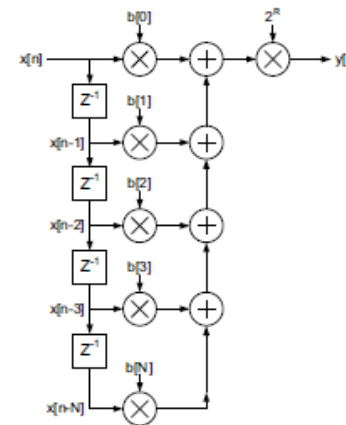 b[0] 2^R
x[n] y[
Z^-1
b[1]
x[n-1]
Z^-1
b[2]
x[n-2]
Z^-1
b[3]
x[n-3]
Z^-1
b[N]
x[n-N]